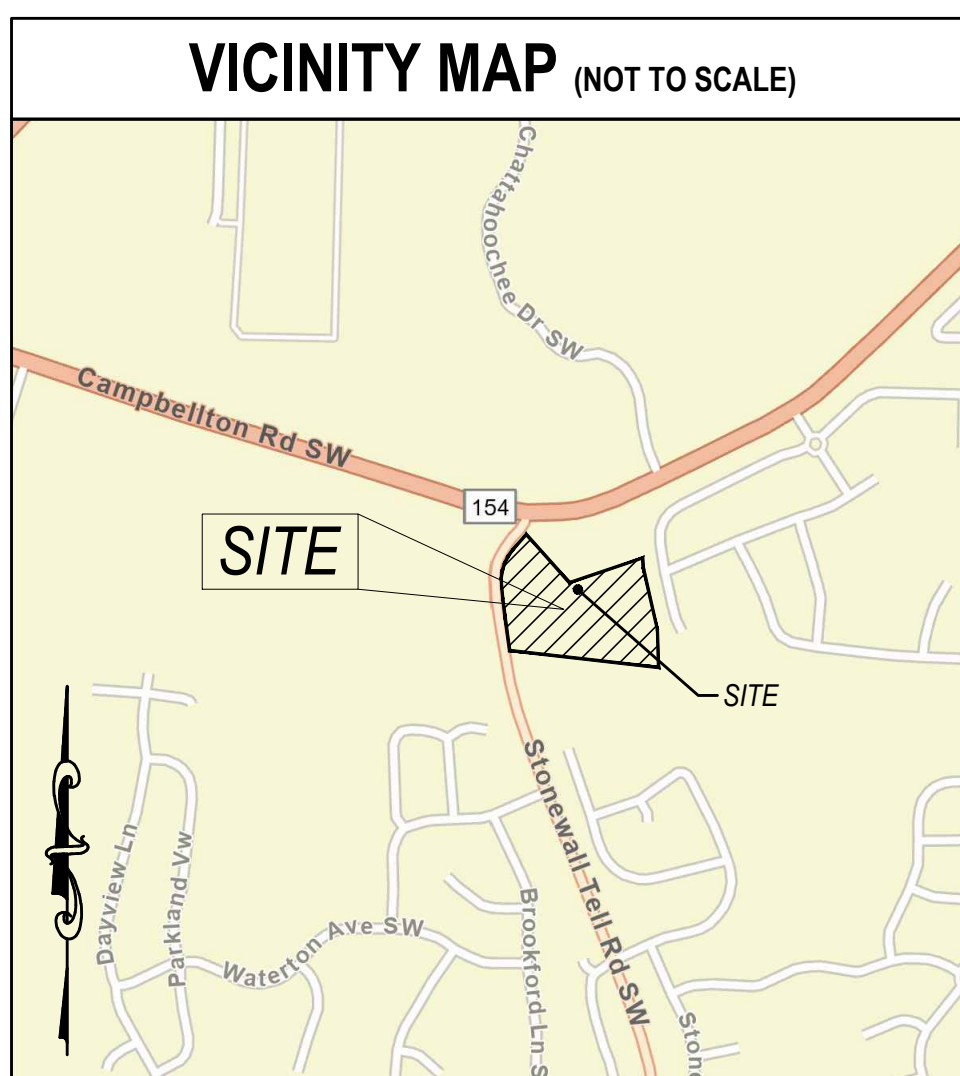 VICINITY MAP (NOT TO SCALE)
Chattahoochee Dr SW
Campbellton Rd SW
154
SITE
SITE
Stonewall Tell Rd SW
Dayview Ln
Parkland Vw
Waterton Ave SW
Brookford Ln S
Stone